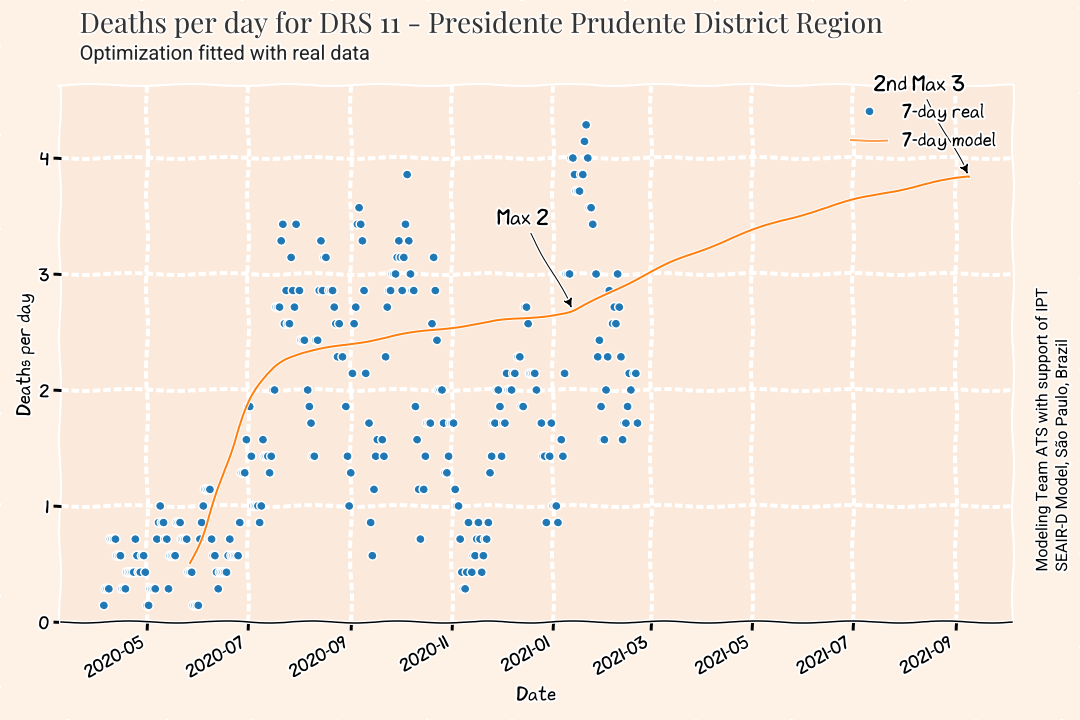 Deaths per day for DRS 11 - Presidente Prudente District Region
Optimization fitted with real data
2nd Max 3
7-day real
7-day model
Max 2
4
3
2
1
0
Deaths per day
2020-05
2020-07
2020-09
2020-11
2021-01
2021-03
2021-05
2021-07
2021-09
Date
Modeling Team ATS with support of IPT
SEAIR-D Model, São Paulo, Brazil